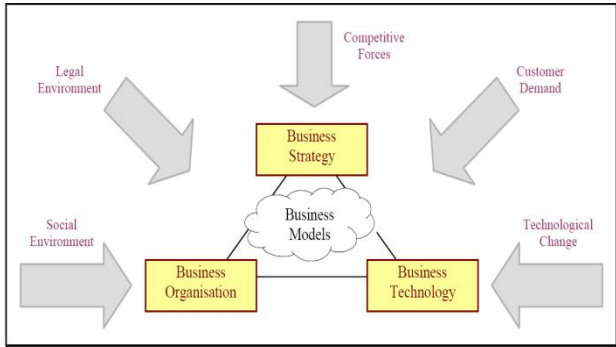 Competitive
Forces
Legal
Environment
Customer
Demand
Business
Strategy
Business
Models
Social
Environment
Technological
Change
Business
Organisation
Business
Technology